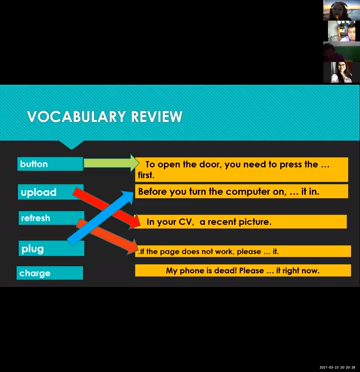 VOCABULARY REVIEW
button
To open the door, you need to press the ...
first.
upload
Before you turn the computer on, ... it in.
refresh
In your CV, a recent picture.
plug
..if the page does not work, please ... it.
charge
My phone is dead! Please ... it right now.